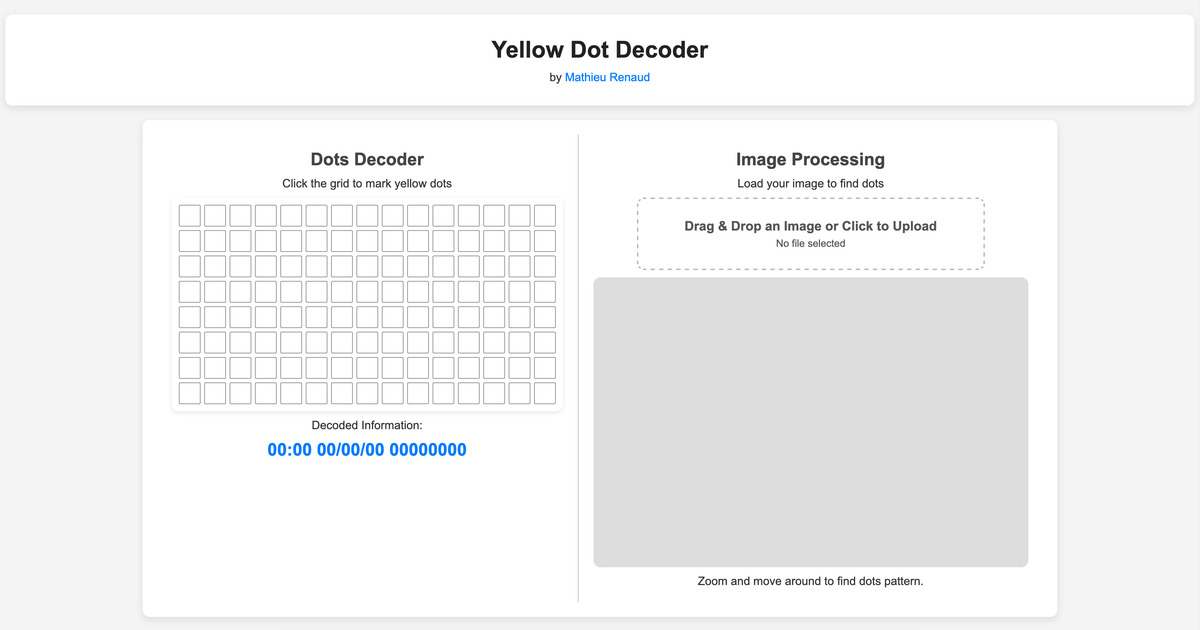 Yellow Dot Decoder
by Mathieu Renaud
Dots Decoder
Click the grid to mark yellow dots
Decoded Information:
00:00 00/00/00 00000000
Image Processing
Load your image to find dots
Drag & Drop an Image or Click to Upload
No file selected
Zoom and move around to find dots pattern.